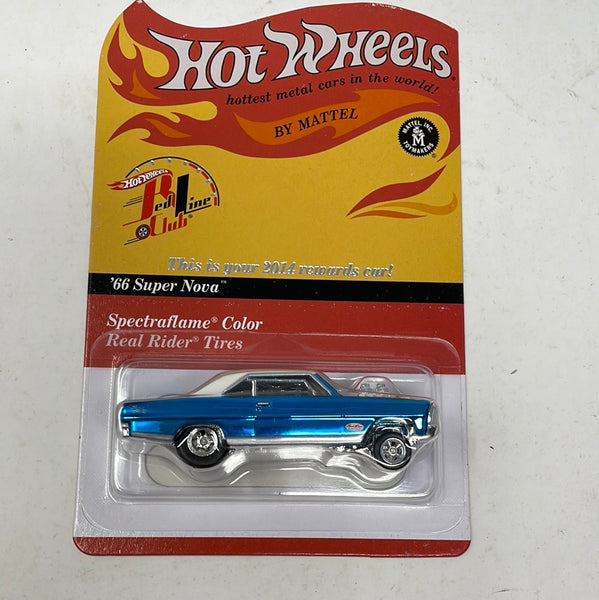 Hot Wheels®
hottest metal cars in the world!
BY MATTEL
MATTEL, INC.
M
TOYMAKERS
Hot Wheels
Red Line
Club®
This is your 2014 rewards car!
'66 Super Nova™
Spectraflame® Color
Real Rider® Tires